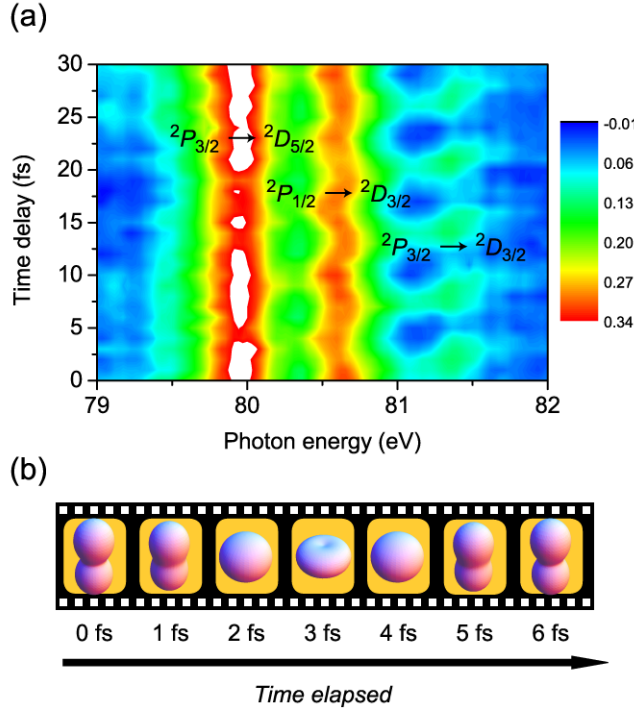 (a)
30
25
20
15
10
5
0
Time delay (fs)
²P₃/₂ → ²D₅/₂
²P₁/₂ → ²D₃/₂
²P₃/₂ → ²D₃/₂
-0.01
0.06
0.13
0.20
0.27
0.34
79 80 81 82
Photon energy (eV)
(b)
0 fs 1 fs 2 fs 3 fs 4 fs 5 fs 6 fs
Time elapsed